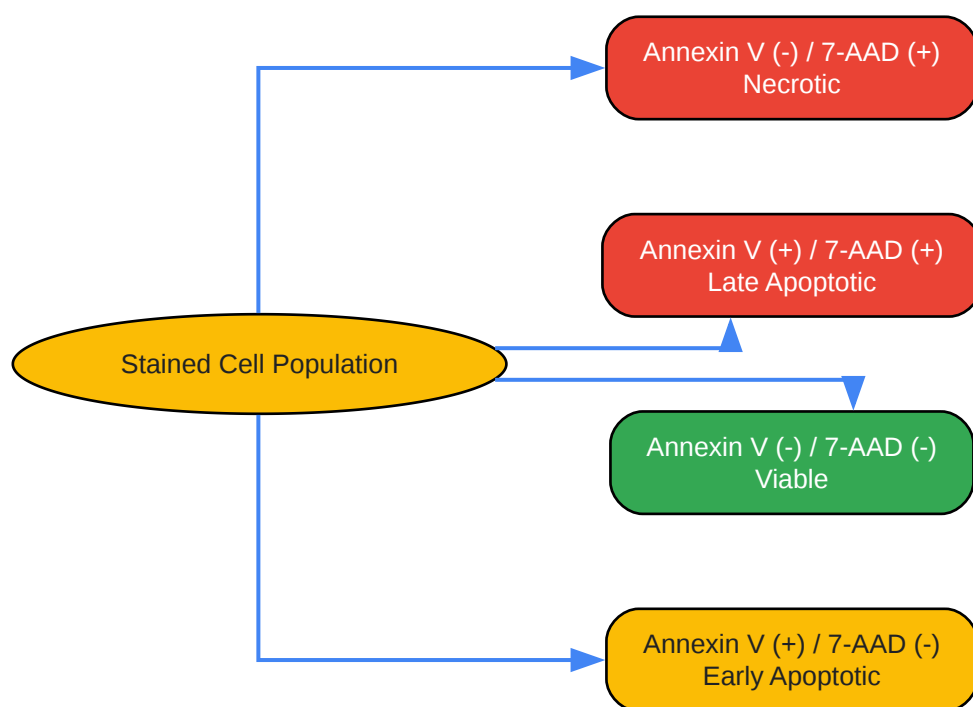 Annexin V (-) / 7-AAD (+)
Necrotic
Annexin V (+) / 7-AAD (+)
Late Apoptotic
Stained Cell Population
Annexin V (-) / 7-AAD (-)
Viable
Annexin V (+) / 7-AAD (-)
Early Apoptotic